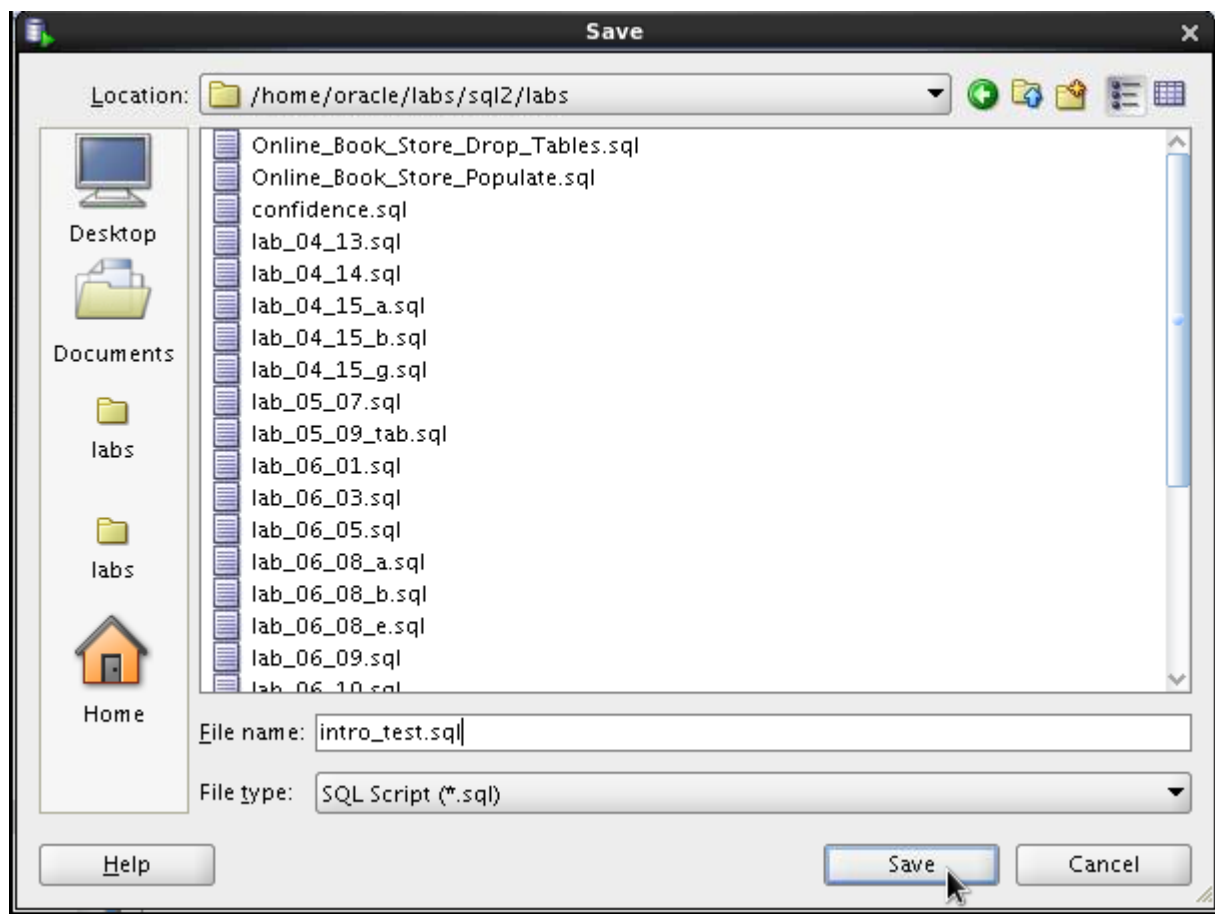 Save
Location: /home/oracle/labs/sql2/labs
Desktop
Documents
labs
labs
Home
Online_Book_Store_Drop_Tables.sql
Online_Book_Store_Populate.sql
confidence.sql
lab_04_13.sql
lab_04_14.sql
lab_04_15_a.sql
lab_04_15_b.sql
lab_04_15_g.sql
lab_05_07.sql
lab_05_09_tab.sql
lab_06_01.sql
lab_06_03.sql
lab_06_05.sql
lab_06_08_a.sql
lab_06_08_b.sql
lab_06_08_e.sql
lab_06_09.sql
lab_06_10.sql
File name: intro_test.sql
File type: SQL Script (*.sql)
Help Save Cancel